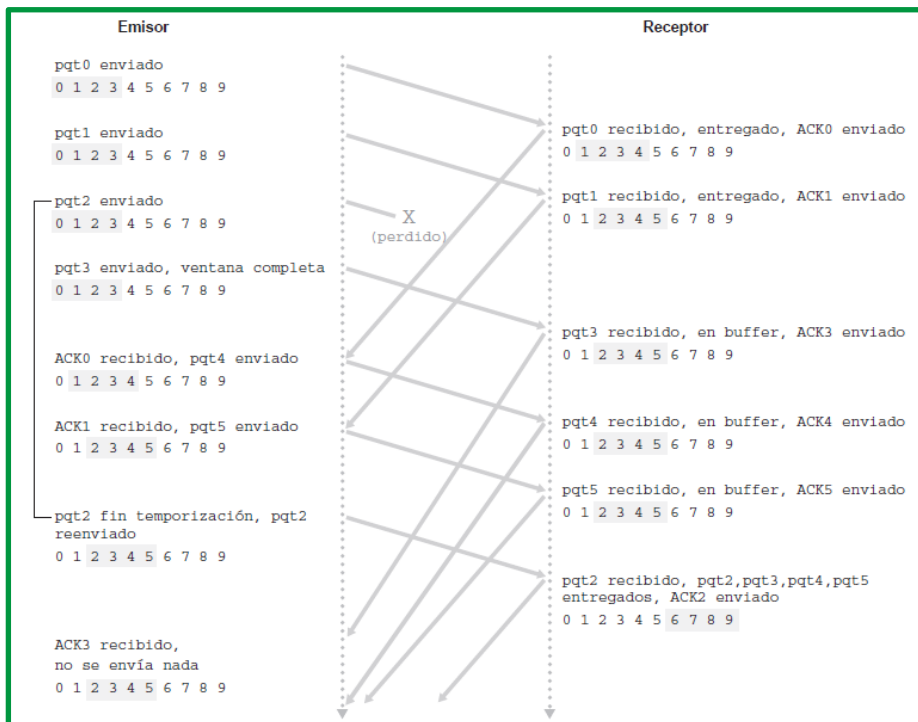 Emisor
pqt0 enviado
0 1 2 3 4 5 6 7 8 9
pqt1 enviado
0 1 2 3 4 5 6 7 8 9
pqt2 enviado
0 1 2 3 4 5 6 7 8 9
pqt3 enviado, ventana completa
0 1 2 3 4 5 6 7 8 9
ACK0 recibido, pqt4 enviado
0 1 2 3 4 5 6 7 8 9
ACK1 recibido, pqt5 enviado
0 1 2 3 4 5 6 7 8 9
pqt2 fin temporización, pqt2
reenviado
0 1 2 3 4 5 6 7 8 9
ACK3 recibido,
no se envía nada
0 1 2 3 4 5 6 7 8 9
X
(perdido)
Receptor
pqt0 recibido, entregado, ACK0 enviado
0 1 2 3 4 5 6 7 8 9
pqt1 recibido, entregado, ACK1 enviado
0 1 2 3 4 5 6 7 8 9
pqt3 recibido, en buffer, ACK3 enviado
0 1 2 3 4 5 6 7 8 9
pqt4 recibido, en buffer, ACK4 enviado
0 1 2 3 4 5 6 7 8 9
pqt5 recibido, en buffer, ACK5 enviado
0 1 2 3 4 5 6 7 8 9
pqt2 recibido, pqt2,pqt3,pqt4,pqt5
entregados, ACK2 enviado
0 1 2 3 4 5 6 7 8 9